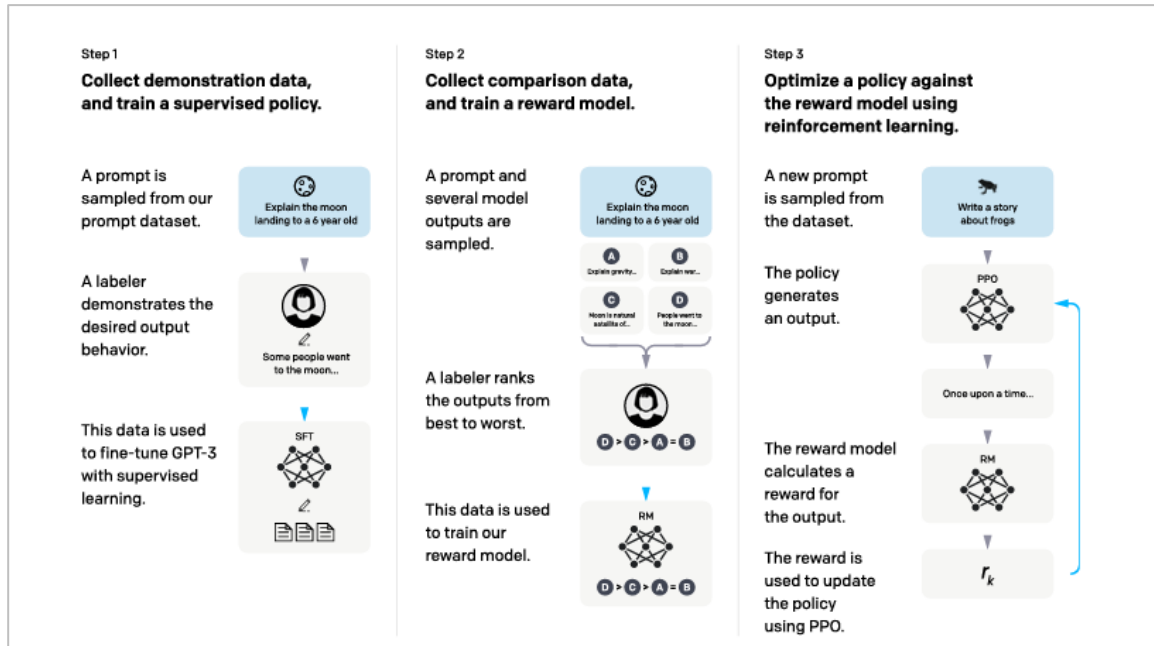 Step 1
Collect demonstration data,
and train a supervised policy.
A prompt is
sampled from our
prompt dataset.
Explain the moon
landing to a 6 year old
A labeler
demonstrates the
desired output
behavior.
Some people went
to the moon...
This data is used
to fine-tune GPT-3
with supervised
learning.
SFT
Step 2
Collect comparison data,
and train a reward model.
A prompt and
several model
outputs are
sampled.
Explain the moon
landing to a 6 year old
A
Explain gravity...
B
Explain war...
C
Moon is natural
satellite of...
D
People went to
the moon...
A labeler ranks
the outputs from
best to worst.
D > C > A = B
This data is used
to train our
reward model.
RM
D > C > A = B
Step 3
Optimize a policy against
the reward model using
reinforcement learning.
A new prompt
is sampled from
the dataset.
Write a story
about frogs
The policy
generates
an output.
PPO
Once upon a time...
The reward model
calculates a
reward for
the output.
RM
The reward is
used to update
the policy
using PPO.
rₖ